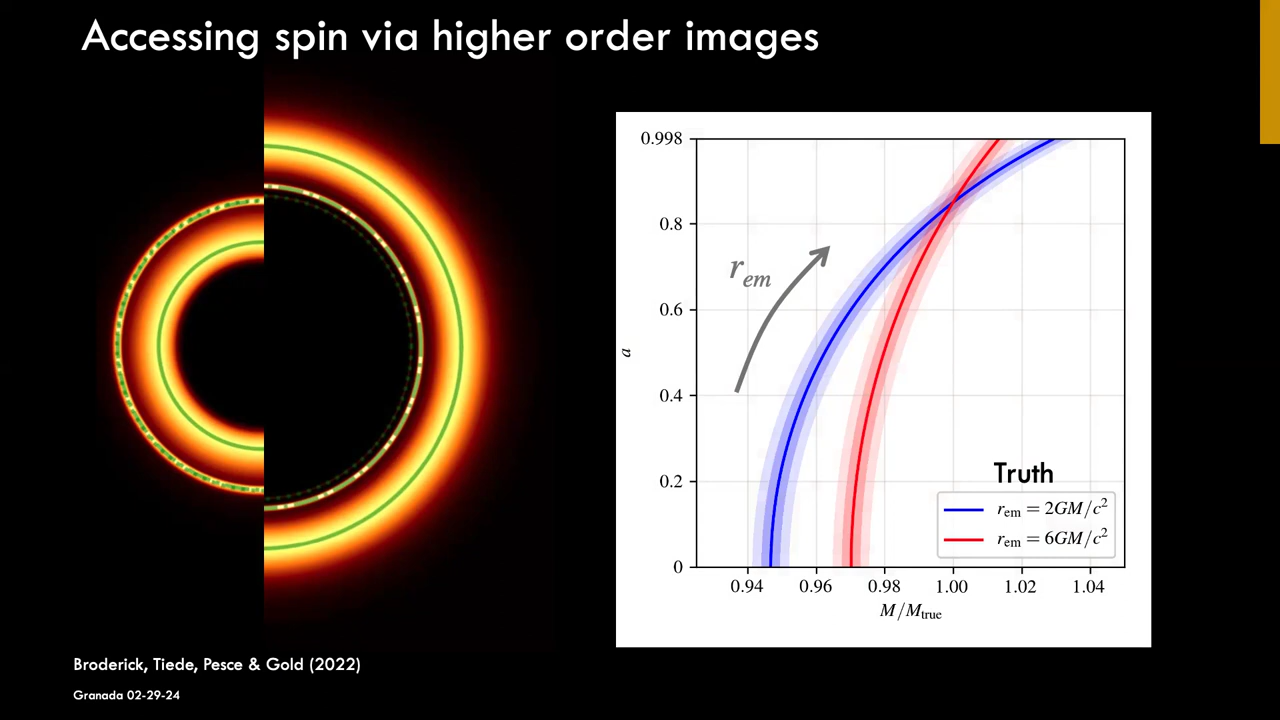 Accessing spin via higher order images
0.998
0.8
0.6
0.4
0.2
0
a
r_em
Truth
r_em = 2GM/c²
r_em = 6GM/c²
0.94 0.96 0.98 1.00 1.02 1.04
M/M_true
Broderick, Tiede, Pesce & Gold (2022)
Granada 02-29-24